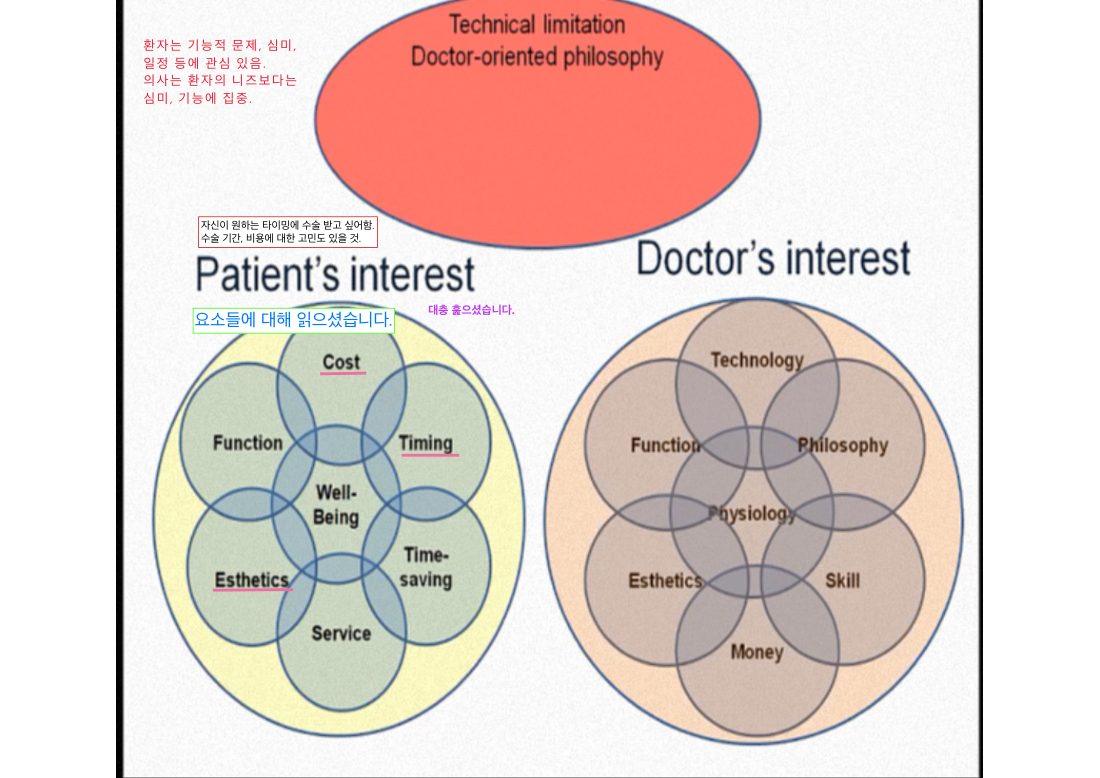 Technical limitation
Doctor-oriented philosophy
환자는 기능적 문제, 심미,
일정 등에 관심 있음.
의사는 환자의 니즈보다는
심미, 기능에 집중.
자신이 원하는 타이밍에 수술 받고 싶어함.
수술 기간, 비용에 대한 고민도 있을 것.
Patient's interest
요소들에 대해 읽으셨습니다.
대충 훑으셨습니다.
Cost
Function
Timing
Well-
Being
Esthetics
Time-
saving
Service
Doctor's interest
Technology
Function
Philosophy
Physiology
Esthetics
Skill
Money